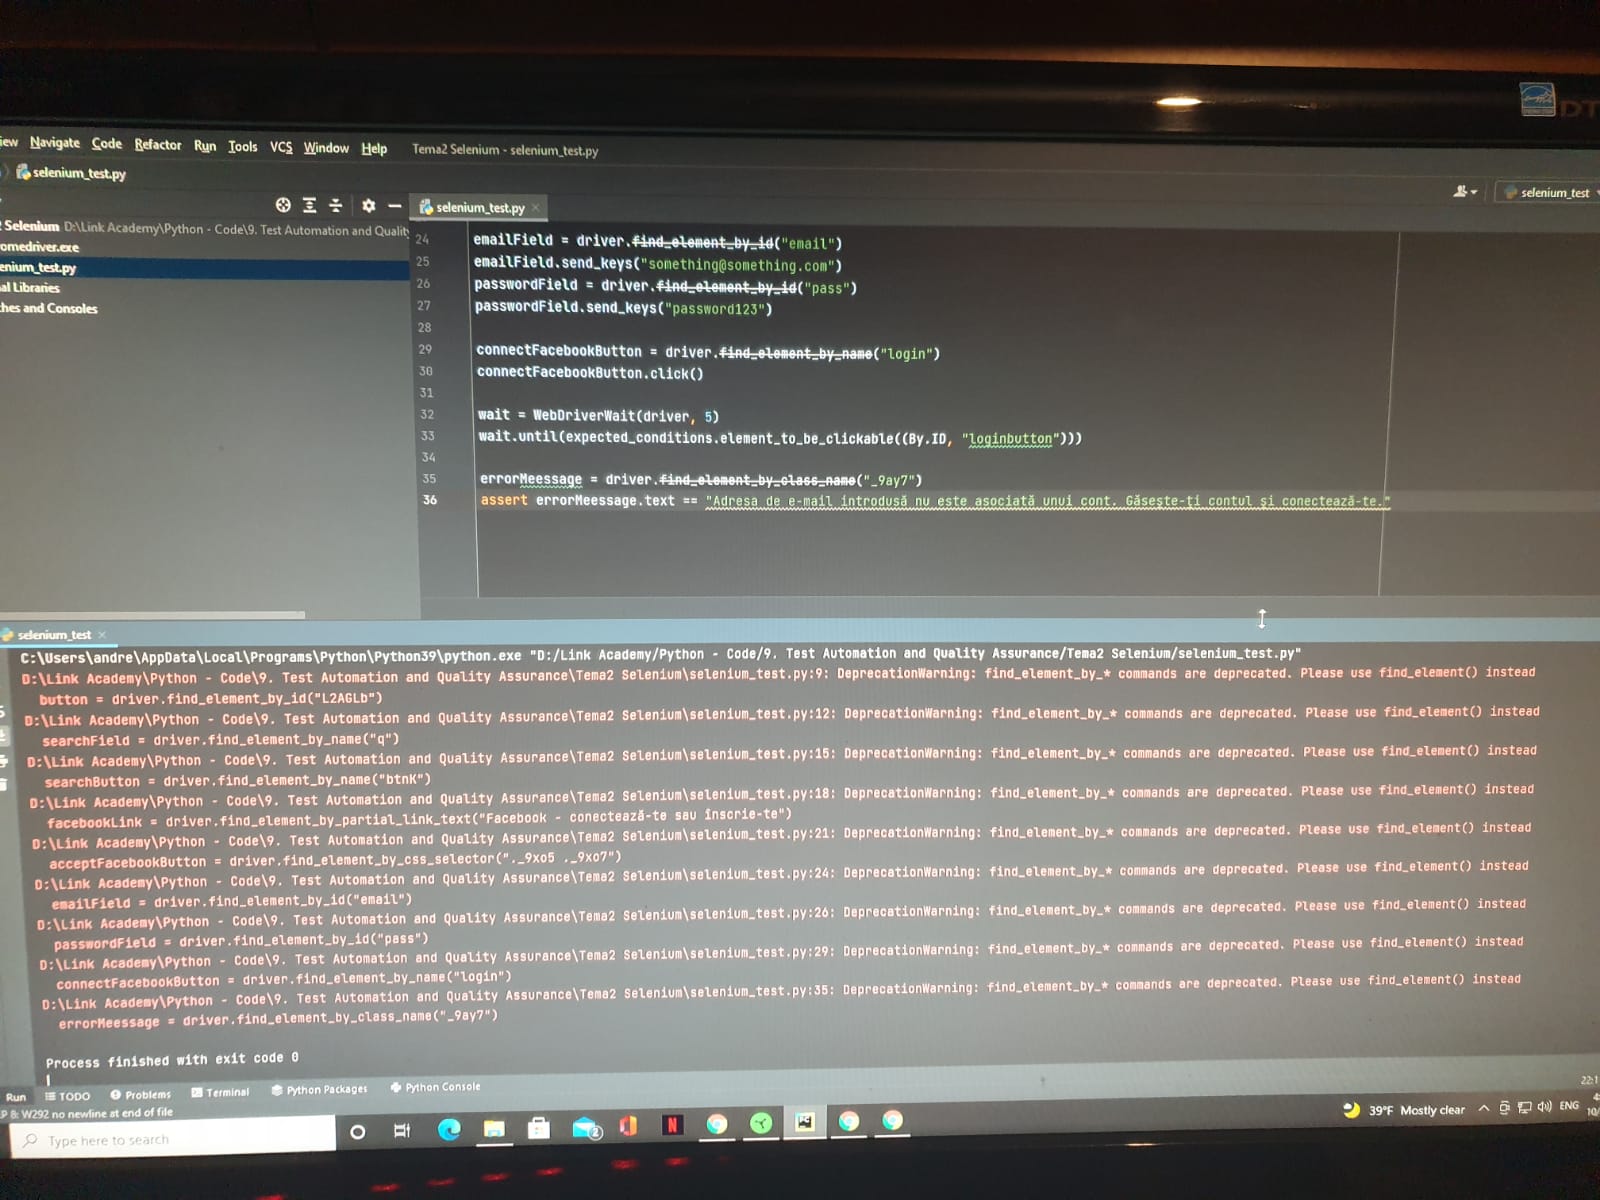 Navigate Code Refactor Run Tools VCS Window Help Tema2 Selenium - selenium_test.py
selenium_test.py
selenium_test
Selenium D:\Link Academy\Python - Code\9. Test Automation and Quality
selenium_test.py
24 emailField = driver.find_element_by_id("email")
25 emailField.send_keys("something@something.com")
26 passwordField = driver.find_element_by_id("pass")
27 passwordField.send_keys("password123")
28
29 connectFacebookButton = driver.find_element_by_name("login")
30 connectFacebookButton.click()
31
32 wait = WebDriverWait(driver, 5)
33 wait.until(expected_conditions.element_to_be_clickable((By.ID, "loginbutton")))
34
35 errorMeessage = driver.find_element_by_class_name("_9ay7")
36 assert errorMeessage.text == "Adresa de e-mail introdusă nu este asociată unui cont. Găsește-ți contul și conectează-te."
omedriver.exe
enium_test.py
al Libraries
hes and Consoles
selenium_test
C:\Users\andre\AppData\Local\Programs\Python\Python39\python.exe "D:/Link Academy/Python - Code/9. Test Automation and Quality Assurance/Tema2 Selenium/selenium_test.py"
D:\Link Academy\Python - Code\9. Test Automation and Quality Assurance\Tema2 Selenium\selenium_test.py:9: DeprecationWarning: find_element_by_* commands are deprecated. Please use find_element() instead
button = driver.find_element_by_id("L2AGLb")
D:\Link Academy\Python - Code\9. Test Automation and Quality Assurance\Tema2 Selenium\selenium_test.py:12: DeprecationWarning: find_element_by_* commands are deprecated. Please use find_element() instead
searchField = driver.find_element_by_name("q")
D:\Link Academy\Python - Code\9. Test Automation and Quality Assurance\Tema2 Selenium\selenium_test.py:15: DeprecationWarning: find_element_by_* commands are deprecated. Please use find_element() instead
searchButton = driver.find_element_by_name("btnK")
D:\Link Academy\Python - Code\9. Test Automation and Quality Assurance\Tema2 Selenium\selenium_test.py:18: DeprecationWarning: find_element_by_* commands are deprecated. Please use find_element() instead
facebookLink = driver.find_element_by_partial_link_text("Facebook - conectează-te sau înscrie-te")
D:\Link Academy\Python - Code\9. Test Automation and Quality Assurance\Tema2 Selenium\selenium_test.py:21: DeprecationWarning: find_element_by_* commands are deprecated. Please use find_element() instead
acceptFacebookButton = driver.find_element_by_css_selector("._9xo5 ._9xo7")
D:\Link Academy\Python - Code\9. Test Automation and Quality Assurance\Tema2 Selenium\selenium_test.py:24: DeprecationWarning: find_element_by_* commands are deprecated. Please use find_element() instead
emailField = driver.find_element_by_id("email")
D:\Link Academy\Python - Code\9. Test Automation and Quality Assurance\Tema2 Selenium\selenium_test.py:26: DeprecationWarning: find_element_by_* commands are deprecated. Please use find_element() instead
passwordField = driver.find_element_by_id("pass")
D:\Link Academy\Python - Code\9. Test Automation and Quality Assurance\Tema2 Selenium\selenium_test.py:29: DeprecationWarning: find_element_by_* commands are deprecated. Please use find_element() instead
connectFacebookButton = driver.find_element_by_name("login")
D:\Link Academy\Python - Code\9. Test Automation and Quality Assurance\Tema2 Selenium\selenium_test.py:35: DeprecationWarning: find_element_by_* commands are deprecated. Please use find_element() instead
errorMeessage = driver.find_element_by_class_name("_9ay7")
Process finished with exit code 0
Run TODO Problems Terminal Python Packages Python Console
P 8: W292 no newline at end of file
Type here to search
39°F Mostly clear ENG